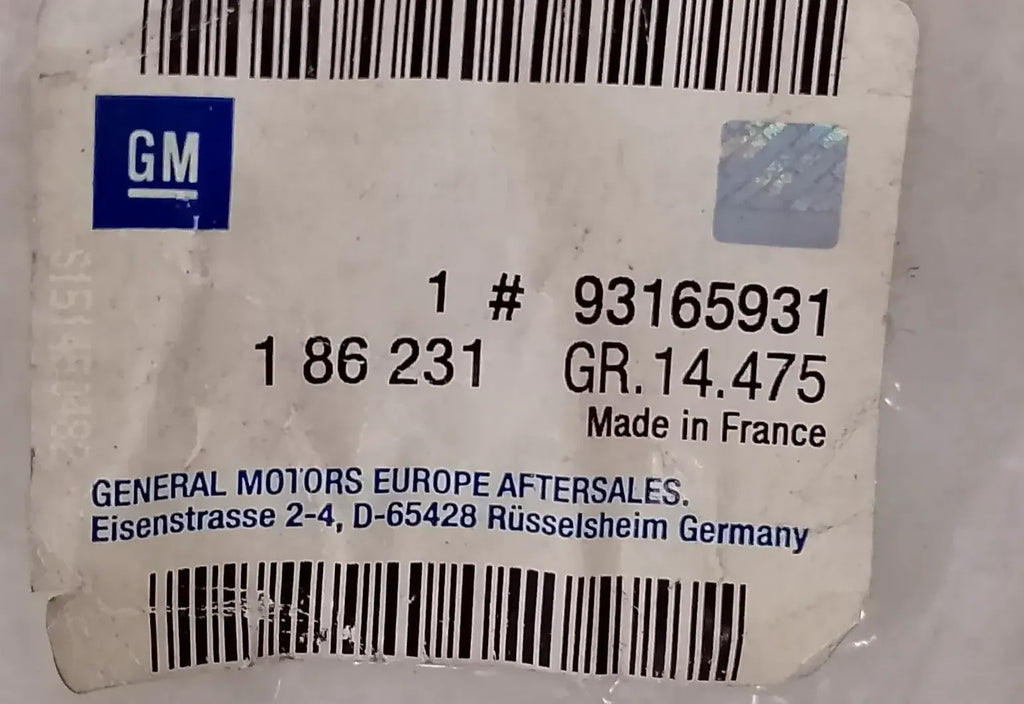 GM
1 # 93165931
1 86 231 GR.14.475
Made in France
GENERAL MOTORS EUROPE AFTERSALES.
Eisenstrasse 2-4, D-65428 Rüsselsheim Germany